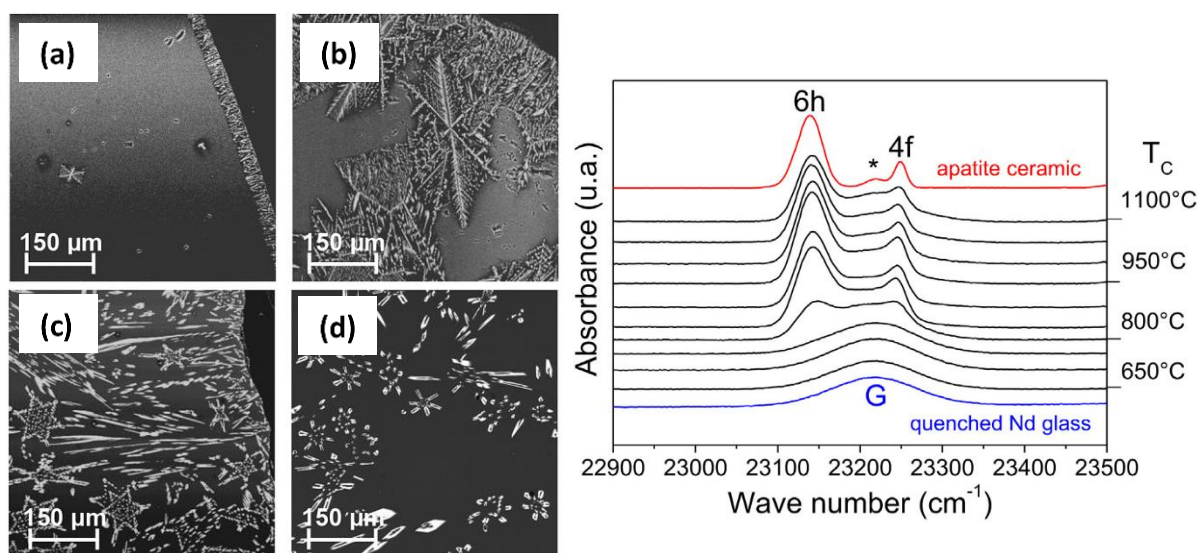 (a)
150 µm
(b)
150 µm
(c)
150 µm
(d)
150 µm
6h
*
4f
apatite ceramic
T_C
1100°C
950°C
800°C
650°C
G
quenched Nd glass
Absorbance (u.a.)
22900 23000 23100 23200 23300 23400 23500
Wave number (cm⁻¹)